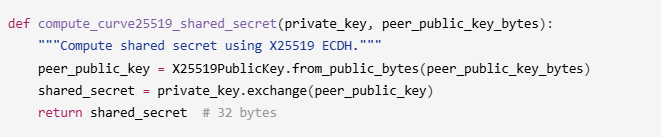 def compute_curve25519_shared_secret(private_key, peer_public_key_bytes):
    """Compute shared secret using X25519 ECDH."""
    peer_public_key = X25519PublicKey.from_public_bytes(peer_public_key_bytes)
    shared_secret = private_key.exchange(peer_public_key)
    return shared_secret  # 32 bytes